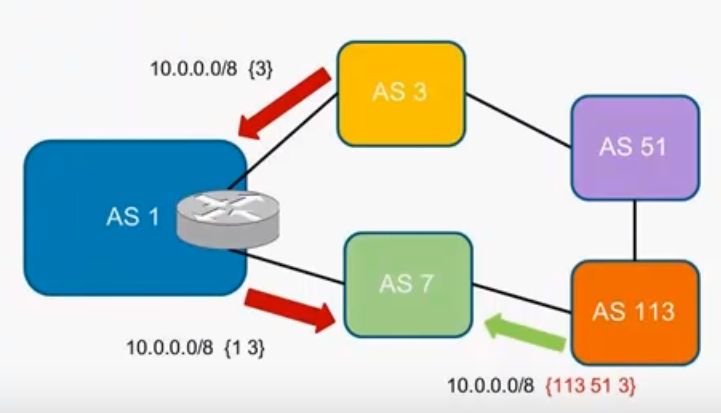 10.0.0.0/8 {3}
AS 3
AS 51
AS 1
AS 7
AS 113
10.0.0.0/8 {1 3}
10.0.0.0/8 {113 51 3}